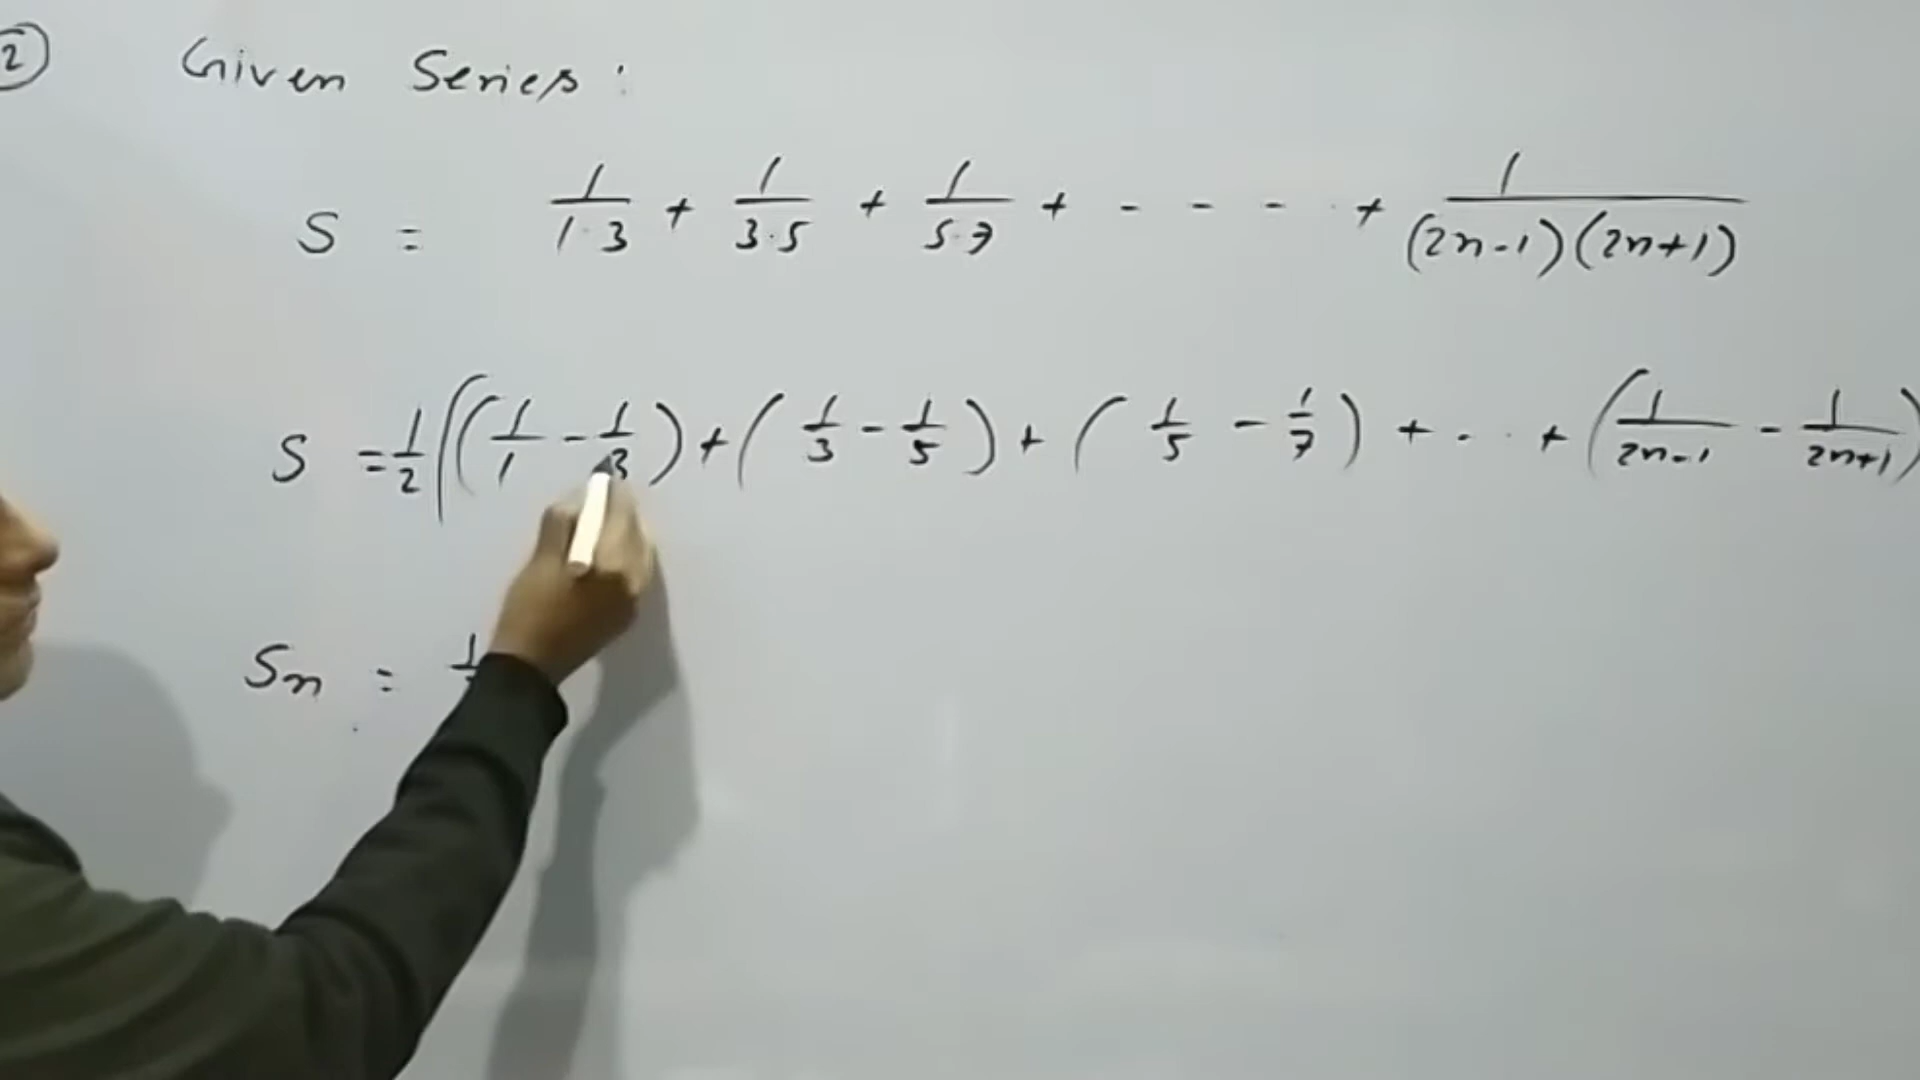 2 Given Series :
S = 1/1·3 + 1/3·5 + 1/5·7 + - - - · + 1/(2n-1)(2n+1)
S = 1/2 ((1/1 - 1/3) + (1/3 - 1/5) + (1/5 - 1/7) + - · · + (1/2n-1 - 1/2n+1)
Sn = 1